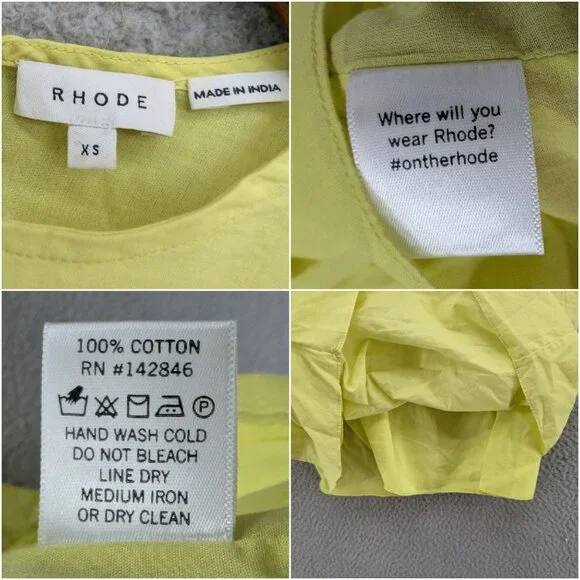 RHODE
MADE IN INDIA
XS
Where will you
wear Rhode?
#ontherhode
100% COTTON
RN #142846
HAND WASH COLD
DO NOT BLEACH
LINE DRY
MEDIUM IRON
OR DRY CLEAN